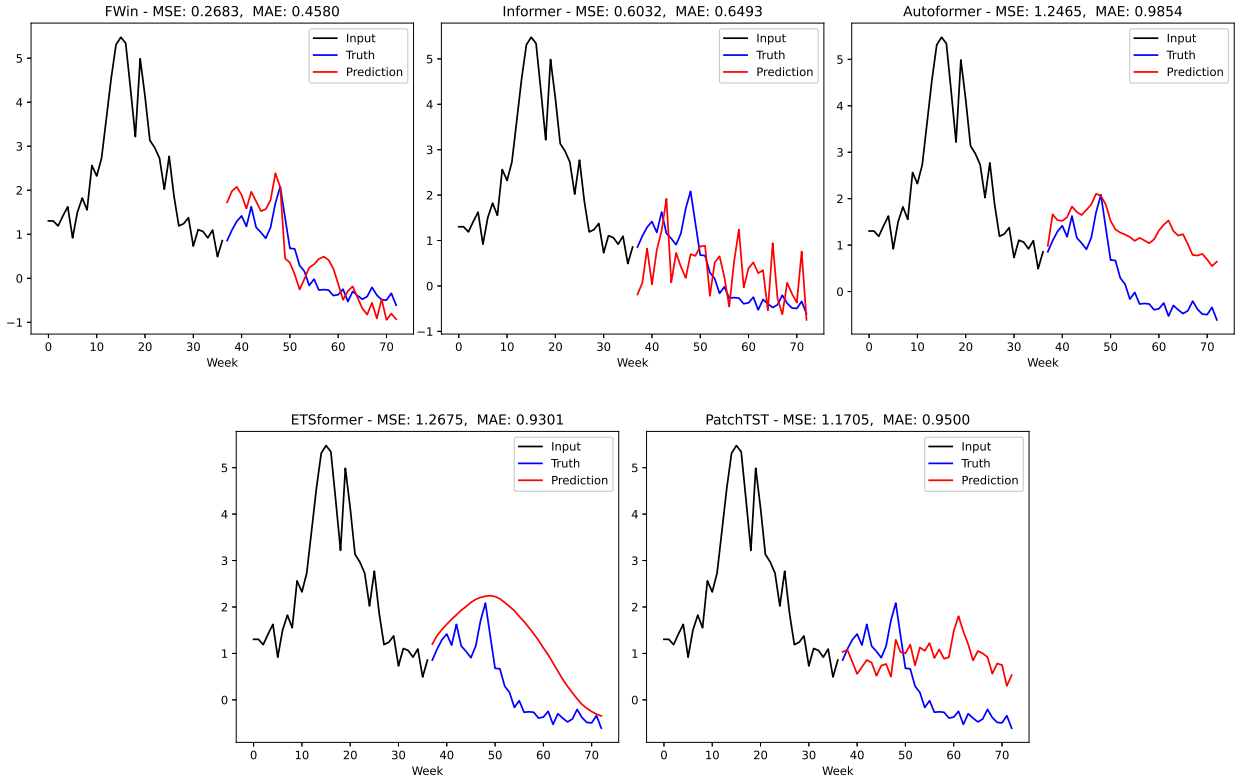 FWin - MSE: 0.2683, MAE: 0.4580
Input
Truth
Prediction
5
4
3
2
1
0
−1
0 10 20 30 40 50 60 70
Week
Informer - MSE: 0.6032, MAE: 0.6493
Input
Truth
Prediction
5
4
3
2
1
0
−1
0 10 20 30 40 50 60 70
Week
Autoformer - MSE: 1.2465, MAE: 0.9854
Input
Truth
Prediction
5
4
3
2
1
0
0 10 20 30 40 50 60 70
Week
ETSformer - MSE: 1.2675, MAE: 0.9301
Input
Truth
Prediction
5
4
3
2
1
0
0 10 20 30 40 50 60 70
Week
PatchTST - MSE: 1.1705, MAE: 0.9500
Input
Truth
Prediction
5
4
3
2
1
0
0 10 20 30 40 50 60 70
Week